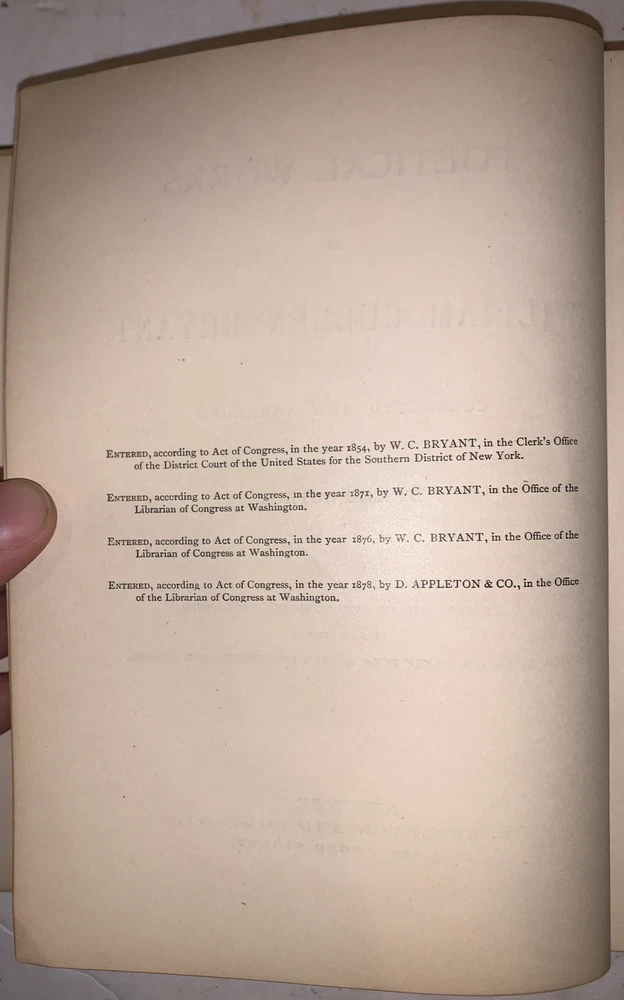 POETICAL WORKS
WILLIAM CULLEN BRYANT
ENTERED, according to Act of Congress, in the year 1854, by W. C. BRYANT, in the Clerk's Office
of the District Court of the United States for the Southern District of New York.
ENTERED, according to Act of Congress, in the year 1871, by W. C. BRYANT, in the Office of the
Librarian of Congress at Washington.
ENTERED, according to Act of Congress, in the year 1876, by W. C. BRYANT, in the Office of the
Librarian of Congress at Washington.
ENTERED, according to Act of Congress, in the year 1878, by D. APPLETON & CO., in the Office
of the Librarian of Congress at Washington.